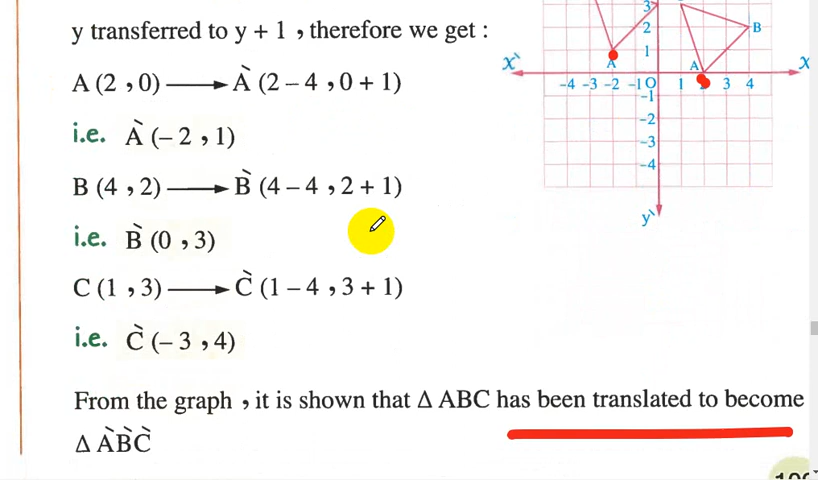 y transferred to y + 1 , therefore we get :
A (2 , 0) ⟶ À (2 – 4 , 0 + 1)
i.e. À (– 2 , 1)
B (4 , 2) ⟶ B̀ (4 – 4 , 2 + 1)
i.e. B̀ (0 , 3)
C (1 , 3) ⟶ C̀ (1 – 4 , 3 + 1)
i.e. C̀ (– 3 , 4)
From the graph , it is shown that Δ ABC has been translated to become
Δ ÀB̀C̀
3
2 B
1
À A
x̀ x
-4 -3 -2 -1 O 1 3 4
-1
-2
-3
-4
ỳ